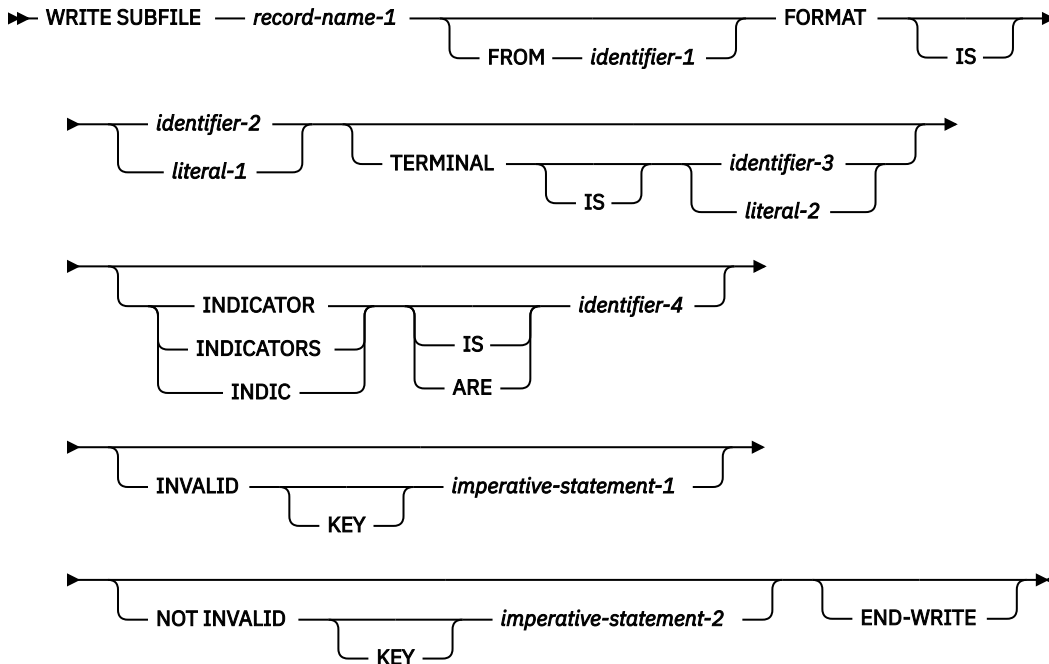 WRITE SUBFILE record-name-1 FORMAT
FROM identifier-1 IS
identifier-2
literal-1 TERMINAL identifier-3
IS literal-2
INDICATOR identifier-4
INDICATORS IS
INDIC ARE
INVALID imperative-statement-1
KEY
NOT INVALID imperative-statement-2 END-WRITE
KEY